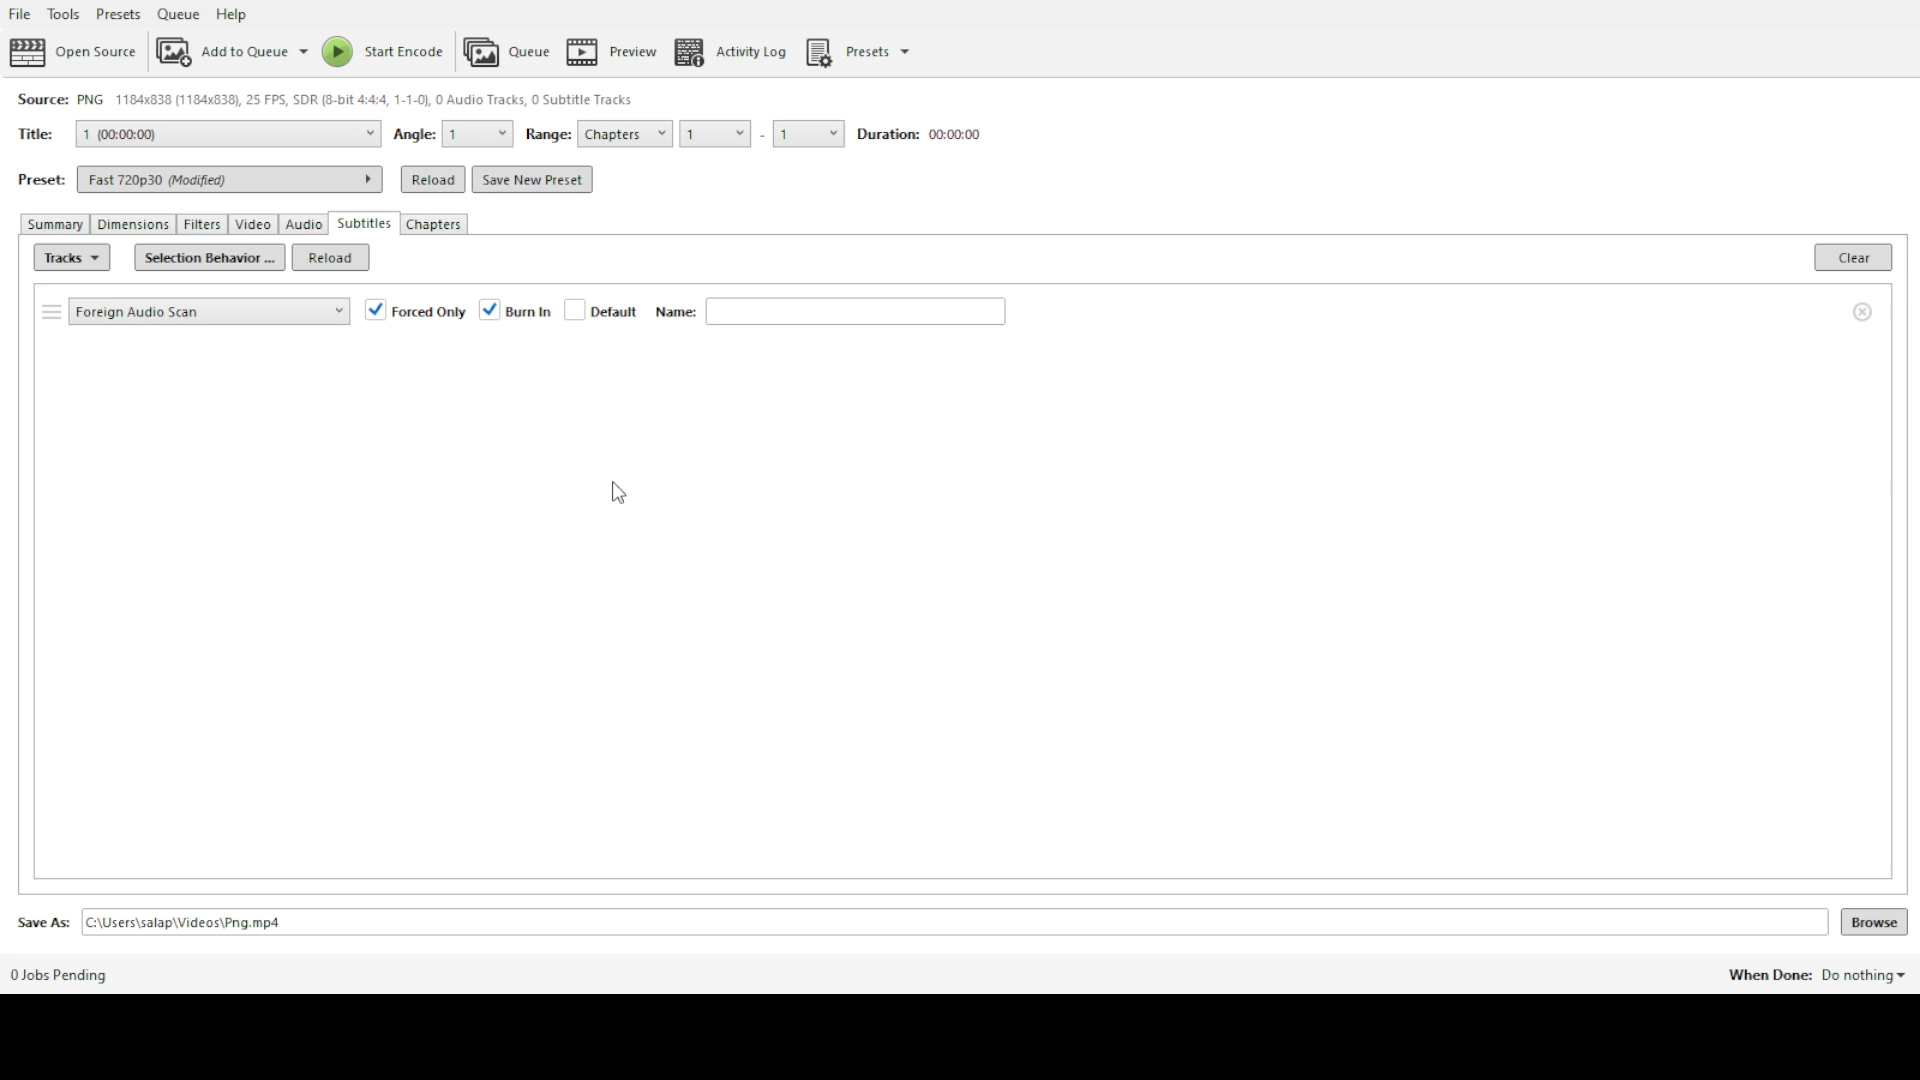 File Tools Presets Queue Help
Open Source Add to Queue Start Encode Queue Preview Activity Log Presets
Source: PNG 1184x838 (1184x838), 25 FPS, SDR (8-bit 4:4:4, 1-1-0), 0 Audio Tracks, 0 Subtitle Tracks
Title: 1 (00:00:00) Angle: 1 Range: Chapters 1 - 1 Duration: 00:00:00
Preset: Fast 720p30 (Modified) Reload Save New Preset
Summary Dimensions Filters Video Audio Subtitles Chapters
Tracks Selection Behavior ... Reload Clear
Foreign Audio Scan Forced Only Burn In Default Name:
Save As: C:\Users\salap\Videos\Png.mp4 Browse
0 Jobs Pending When Done: Do nothing